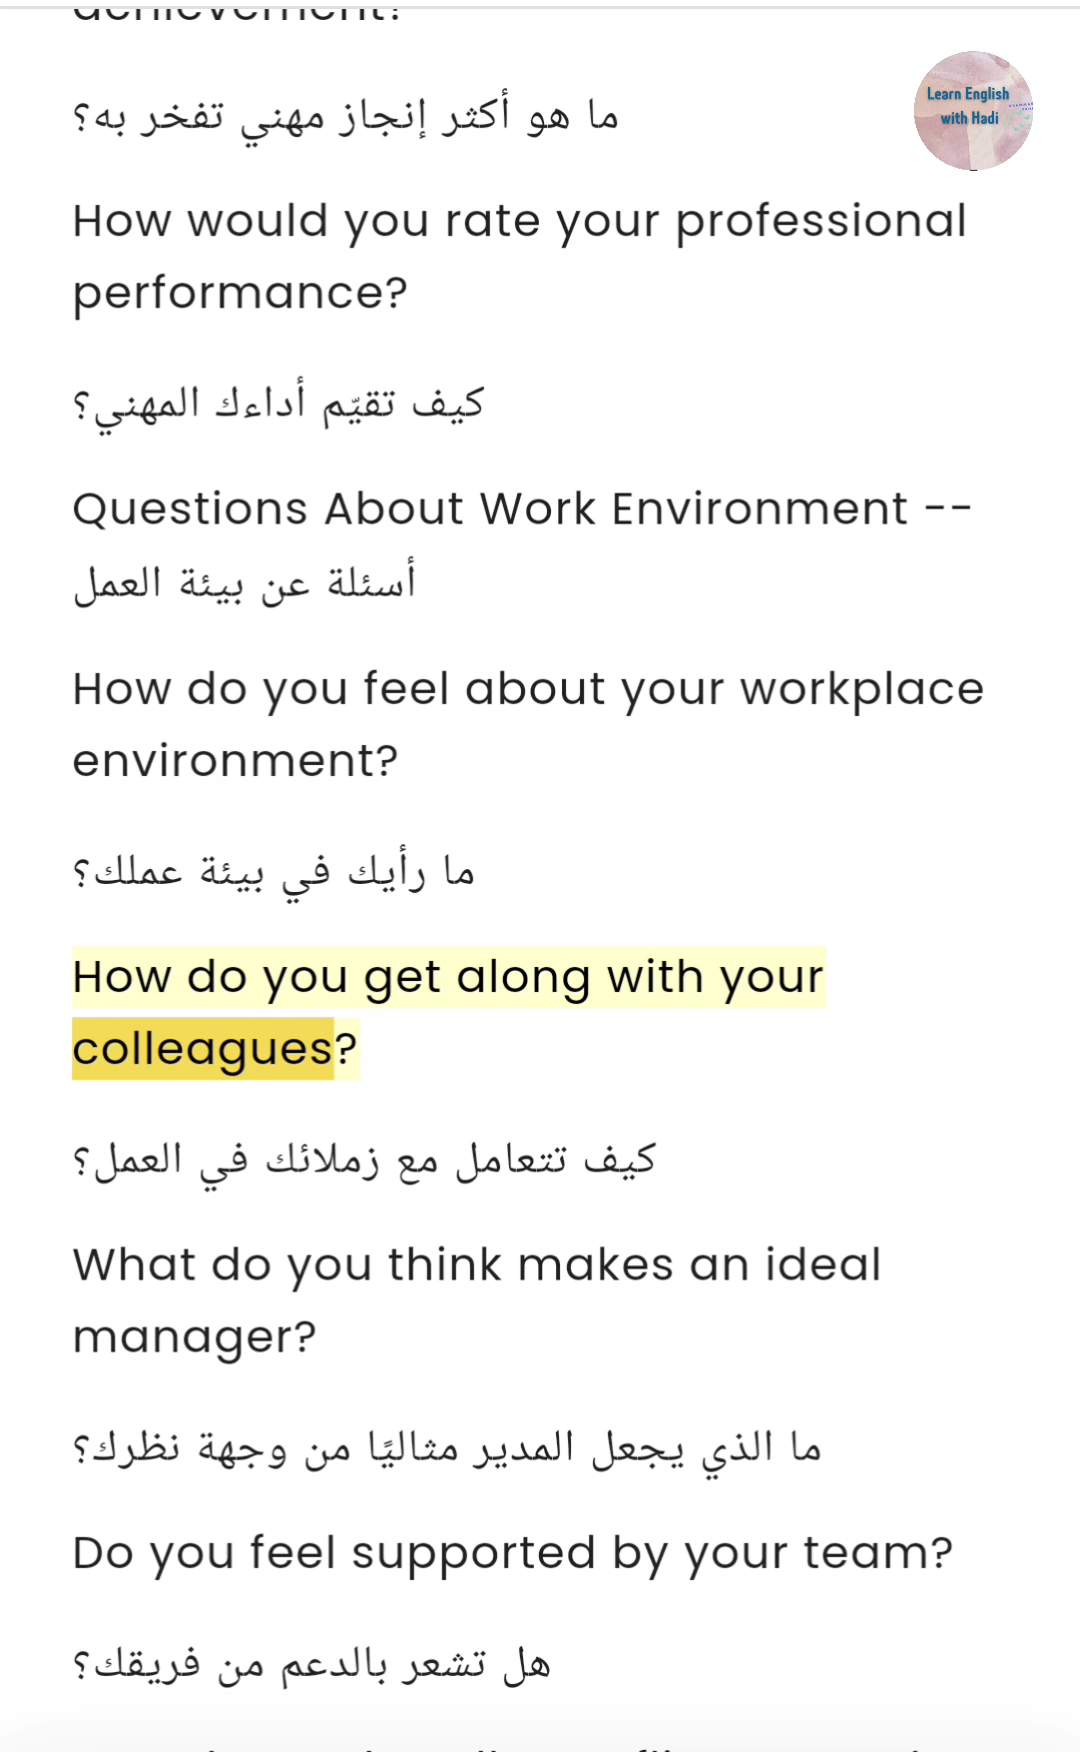 achievement?
ما هو أكثر إنجاز مهني تفخر به؟
Learn English
with Hadi
How would you rate your professional
performance?
كيف تقيّم أداءك المهني؟
Questions About Work Environment --
أسئلة عن بيئة العمل
How do you feel about your workplace
environment?
ما رأيك في بيئة عملك؟
How do you get along with your
colleagues?
كيف تتعامل مع زملائك في العمل؟
What do you think makes an ideal
manager?
ما الذي يجعل المدير مثاليًا من وجهة نظرك؟
Do you feel supported by your team?
هل تشعر بالدعم من فريقك؟